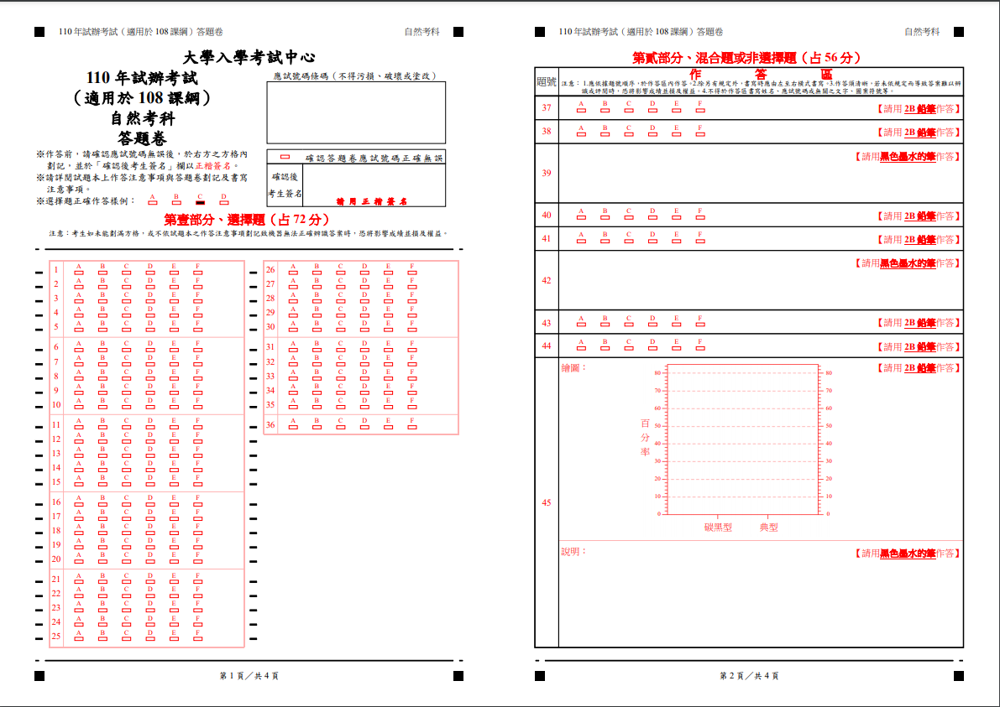 110 年試辦考試（適用於 108 課綱）答題卷 自然考科
大學入學考試中心
110 年試辦考試
（適用於 108 課綱）
自然考科
答題卷
應試號碼條碼（不得污損、破壞或塗改）
※作答前，請確認應試號碼無誤後，於右方之方格內
劃記，並於「確認後考生簽名」欄以正楷簽名。
※請詳閱試題本上作答注意事項與答題卷劃記及書寫
注意事項。
※選擇題正確作答樣例： A B C D
確認答題卷應試號碼正確無誤
確認後
考生簽名
請用正楷簽名
第壹部分、選擇題（占 72 分）
注意：考生如未能劃滿方格，或不依試題本之作答注意事項劃記致機器無法正確辨識答案時，恐將影響成績並損及權益。
1 A B C D E F
2 A B C D E F
3 A B C D E F
4 A B C D E F
5 A B C D E F
6 A B C D E F
7 A B C D E F
8 A B C D E F
9 A B C D E F
10 A B C D E F
11 A B C D E F
12 A B C D E F
13 A B C D E F
14 A B C D E F
15 A B C D E F
16 A B C D E F
17 A B C D E F
18 A B C D E F
19 A B C D E F
20 A B C D E F
21 A B C D E F
22 A B C D E F
23 A B C D E F
24 A B C D E F
25 A B C D E F
26 A B C D E F
27 A B C D E F
28 A B C D E F
29 A B C D E F
30 A B C D E F
31 A B C D E F
32 A B C D E F
33 A B C D E F
34 A B C D E F
35 A B C D E F
36 A B C D E F
第 1 頁／共 4 頁
110 年試辦考試（適用於 108 課綱）答題卷 自然考科
第貳部分、混合題或非選擇題（占 56 分）
題號
作 答 區
注意：1.應依據題號順序，於作答區內作答。2.除另有規定外，書寫時應由左至右橫式書寫。3.作答須清晰，若未依規定而導致答案難以辨
識或評閱時，恐將影響成績並損及權益。4.不得於作答區書寫姓名、應試號碼或無關之文字、圖案符號等。
37 A B C D E F 【請用 2B 鉛筆作答】
38 A B C D E F 【請用 2B 鉛筆作答】
39 【請用黑色墨水的筆作答】
40 A B C D E F 【請用 2B 鉛筆作答】
41 A B C D E F 【請用 2B 鉛筆作答】
42 【請用黑色墨水的筆作答】
43 A B C D E F 【請用 2B 鉛筆作答】
44 A B C D E F 【請用 2B 鉛筆作答】
45
繪圖： 【請用 2B 鉛筆作答】
百分率
80 80
70 70
60 60
50 50
40 40
30 30
20 20
10 10
0 0
碳黑型 典型
說明： 【請用黑色墨水的筆作答】
第 2 頁／共 4 頁